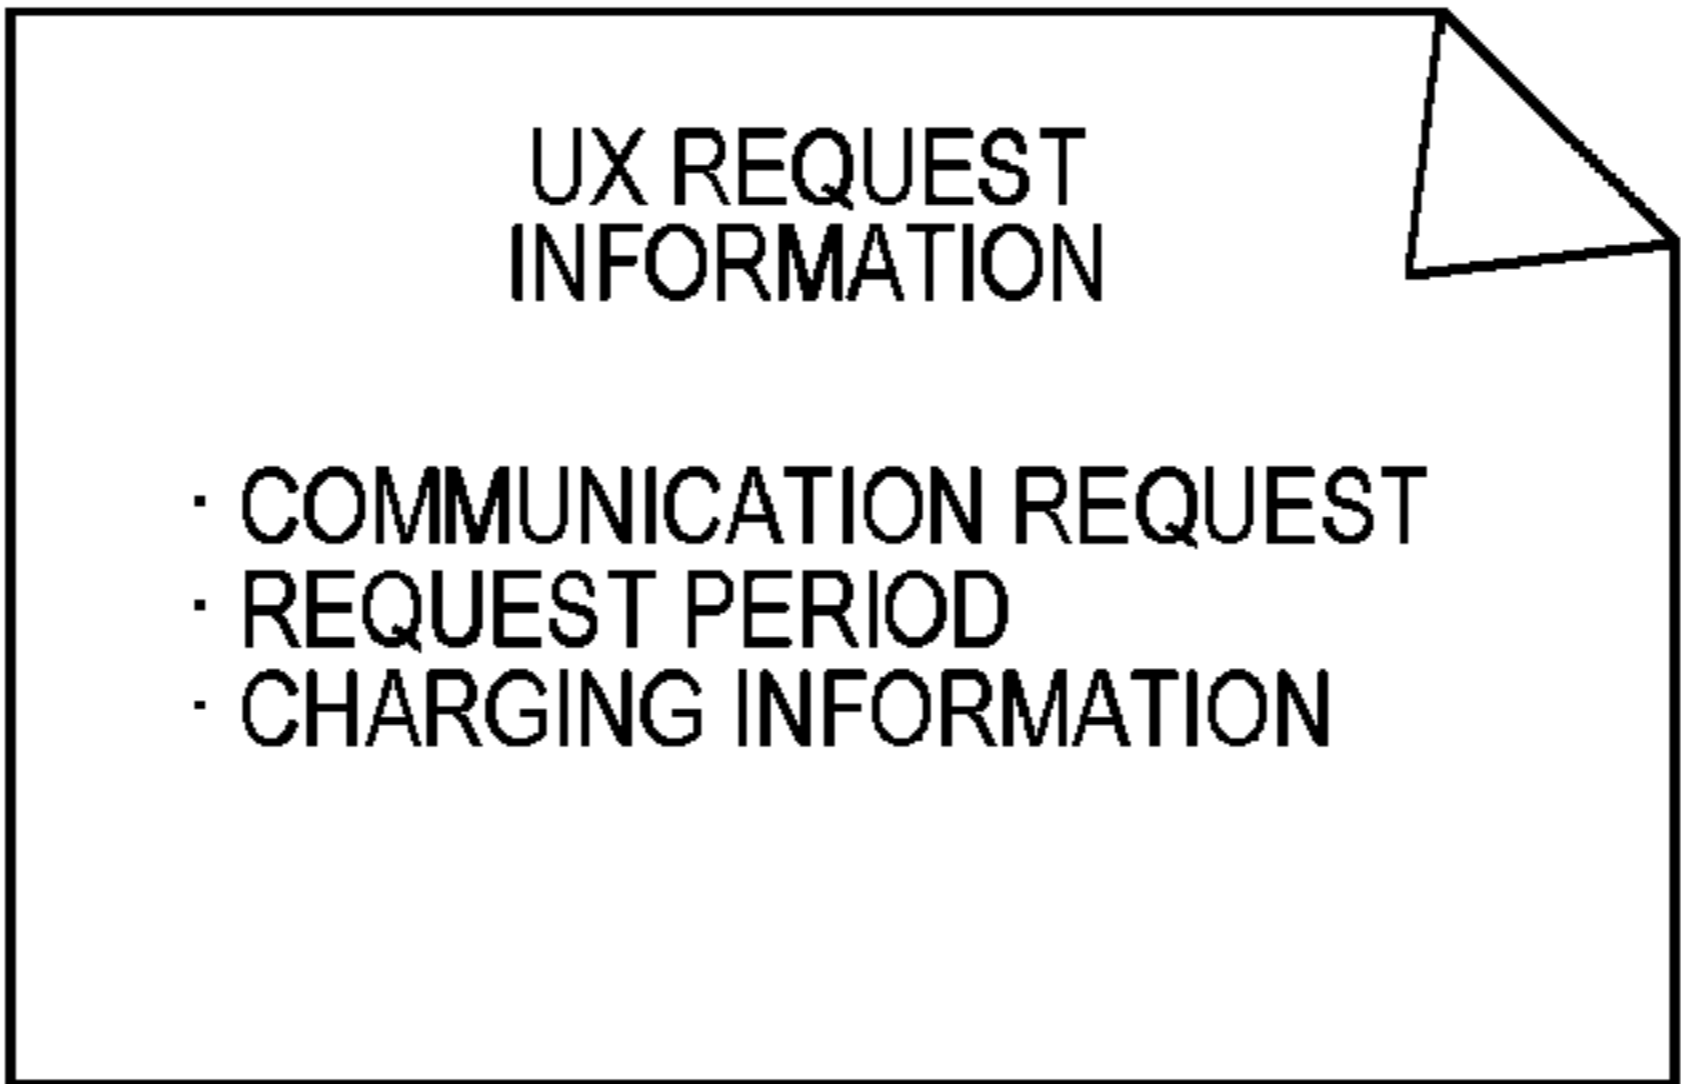 UX REQUEST
INFORMATION
· COMMUNICATION REQUEST
· REQUEST PERIOD
· CHARGING INFORMATION